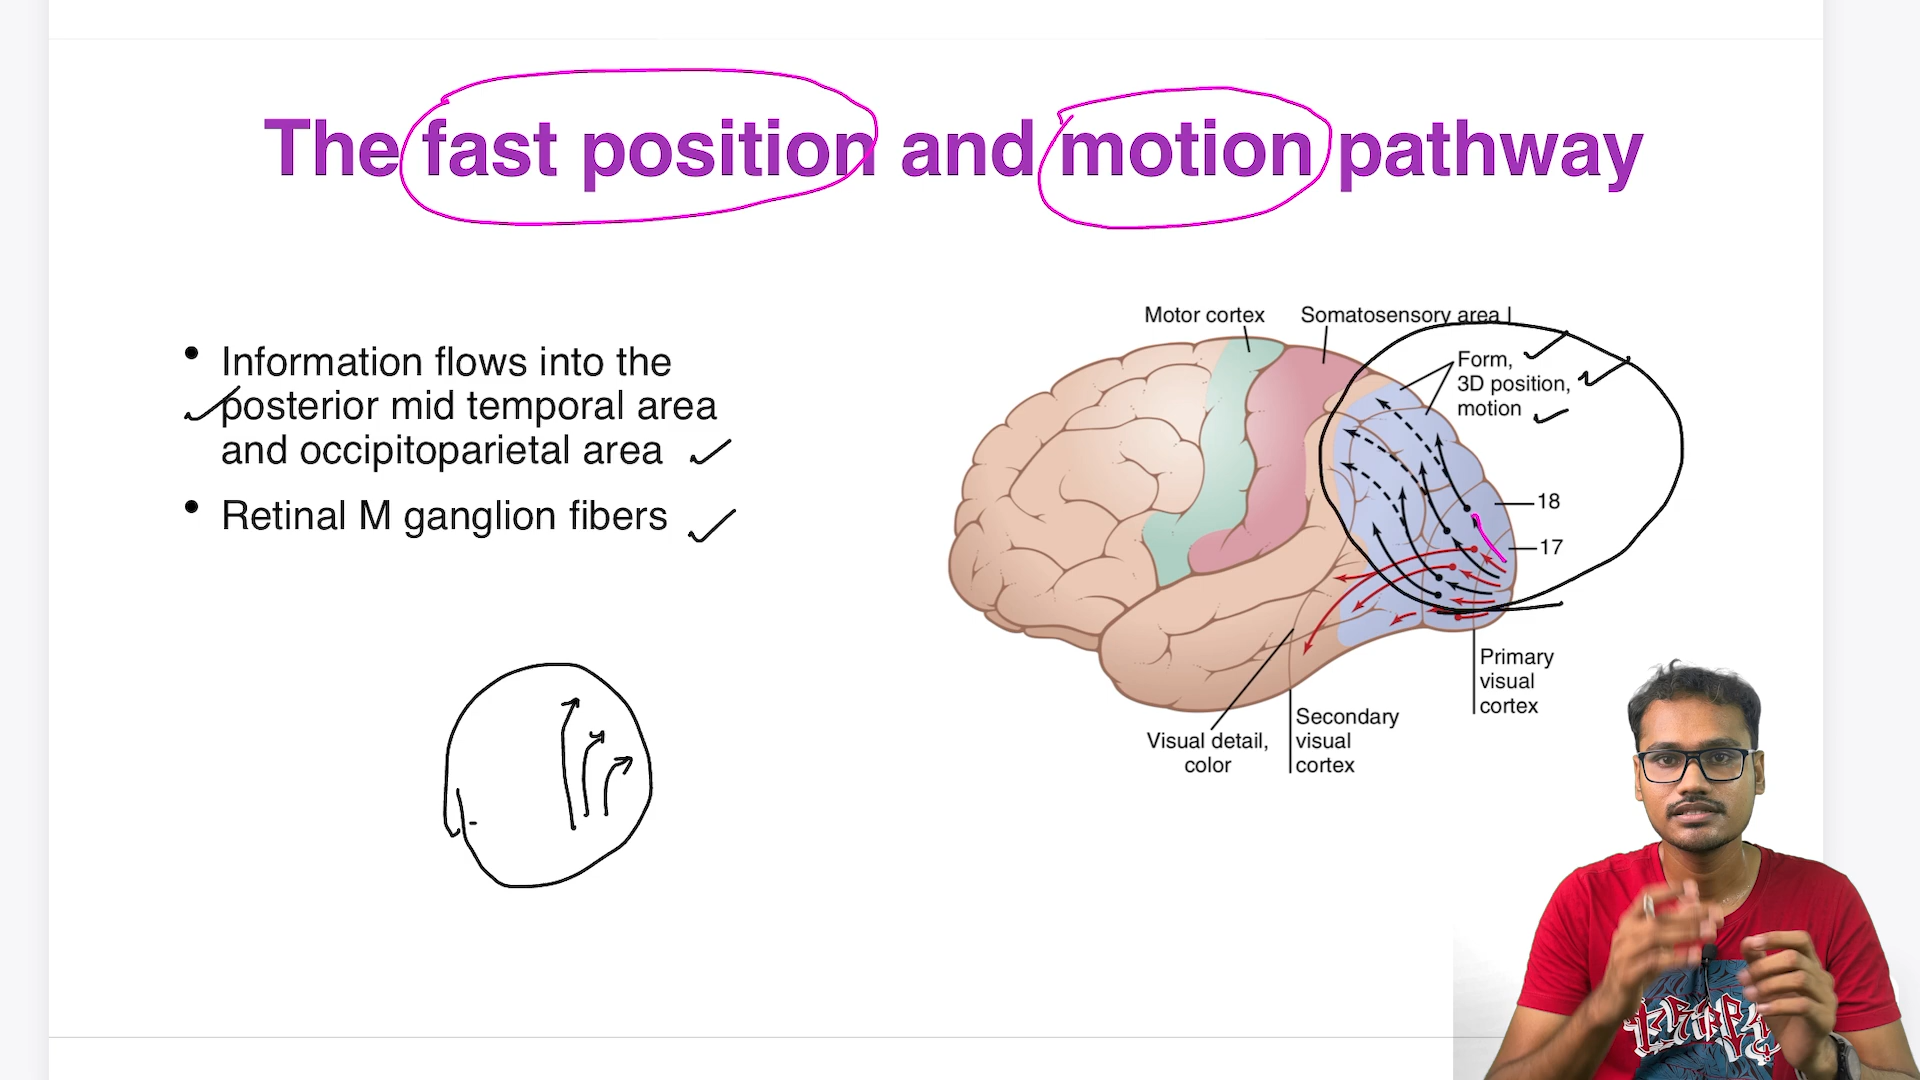 The fast position and motion pathway
• Information flows into the
posterior mid temporal area
and occipitoparietal area
• Retinal M ganglion fibers
Motor cortex
Somatosensory area I
Form,
3D position,
motion
18
17
Primary
visual
cortex
Secondary
visual
cortex
Visual detail,
color